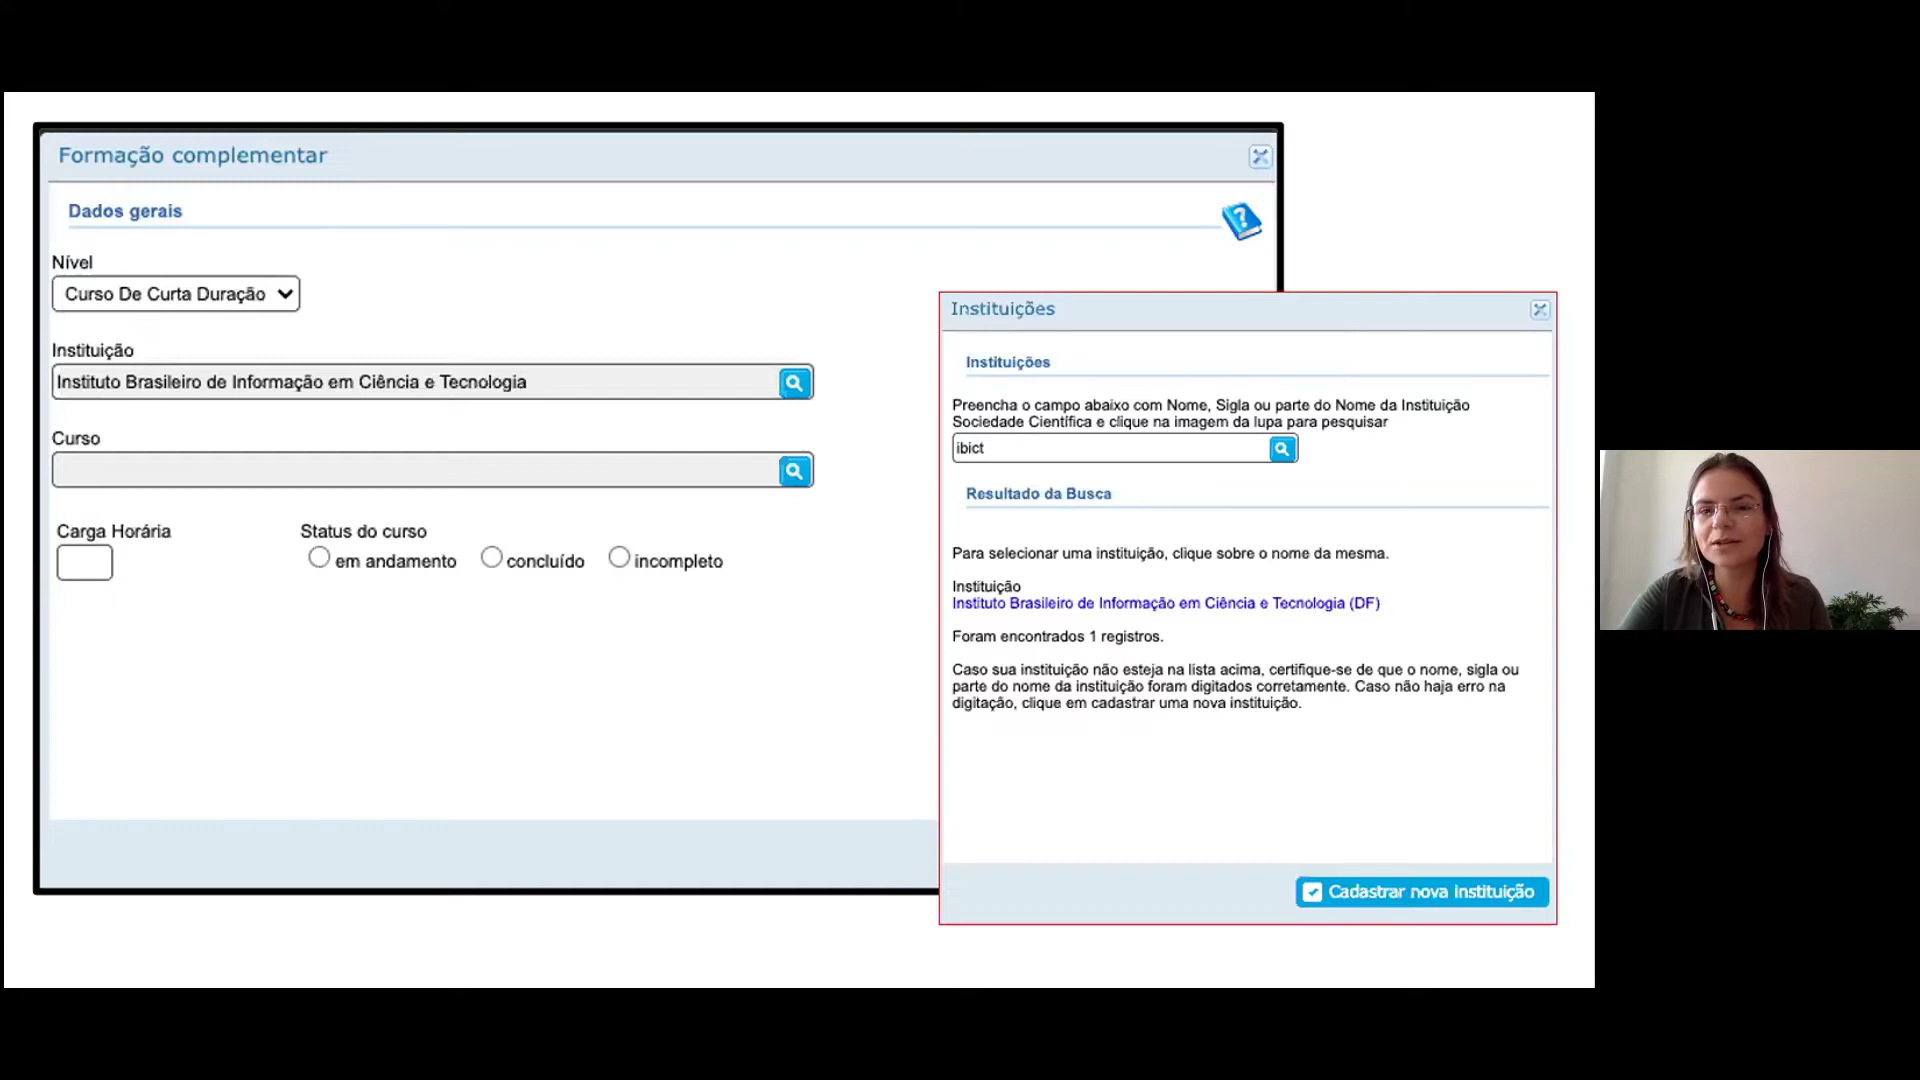 Formação complementar
Dados gerais
Nível
Curso De Curta Duração
Instituição
Instituto Brasileiro de Informação em Ciência e Tecnologia
Curso
Carga Horária
Status do curso
em andamento
concluído
incompleto
Instituições
Instituições
Preencha o campo abaixo com Nome, Sigla ou parte do Nome da Instituição
Sociedade Científica e clique na imagem da lupa para pesquisar
ibict
Resultado da Busca
Para selecionar uma instituição, clique sobre o nome da mesma.
Instituição
Instituto Brasileiro de Informação em Ciência e Tecnologia (DF)
Foram encontrados 1 registros.
Caso sua instituição não esteja na lista acima, certifique-se de que o nome, sigla ou
parte do nome da instituição foram digitados corretamente. Caso não haja erro na
digitação, clique em cadastrar uma nova instituição.
Cadastrar nova instituição